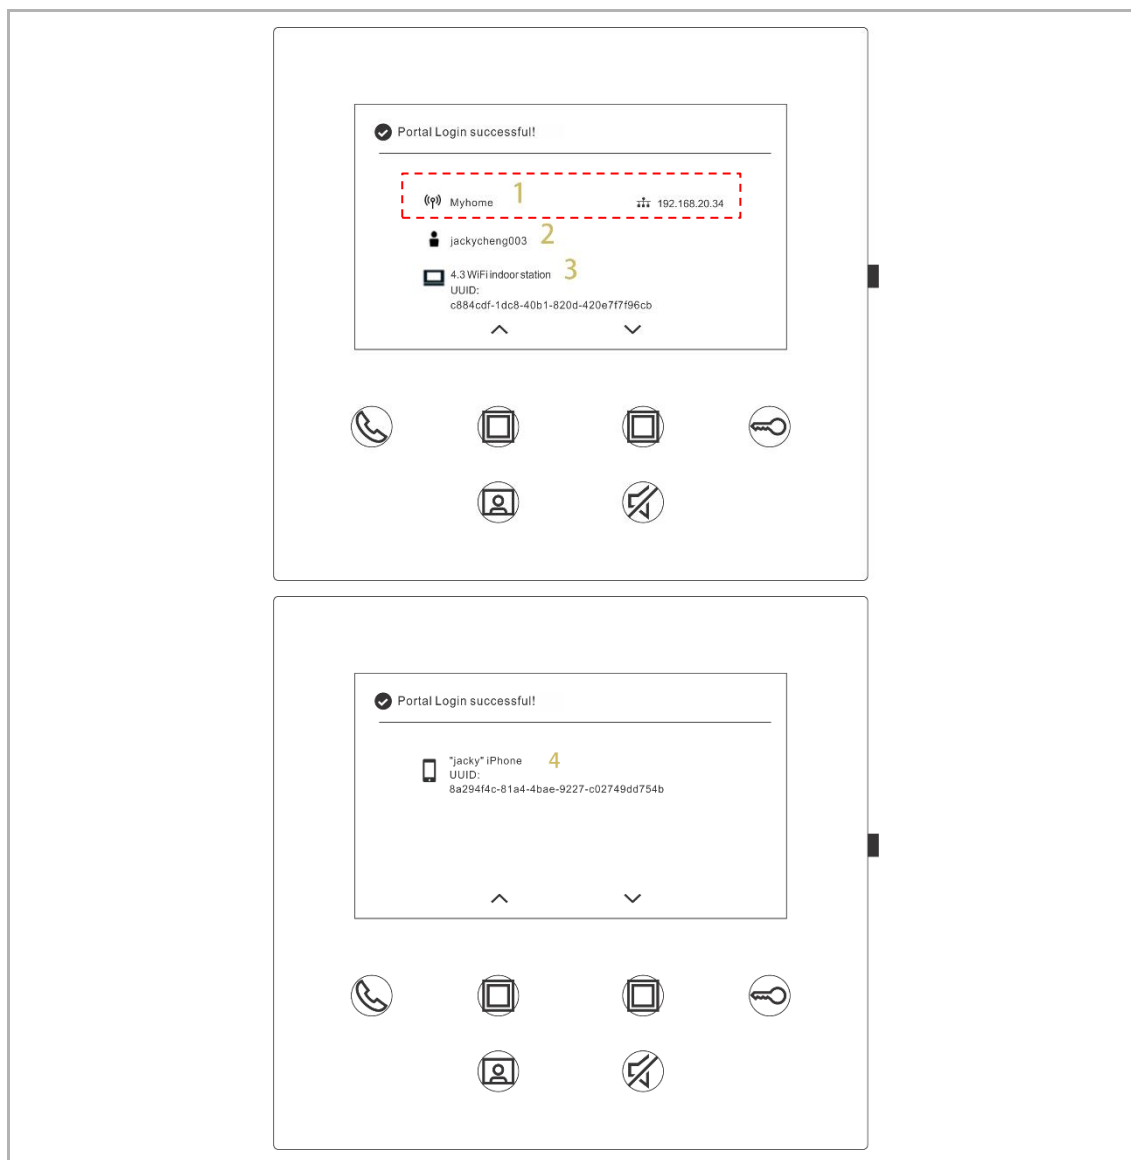 Portal Login successful!
Myhome 1 192.168.20.34
jackycheng003 2
4.3 WiFi indoor station 3
UUID:
c884cdf-1dc8-40b1-820d-420e7f7f96cb
Portal Login successful!
"jacky" iPhone 4
UUID:
8a294f4c-81a4-4bae-9227-c02749dd754b